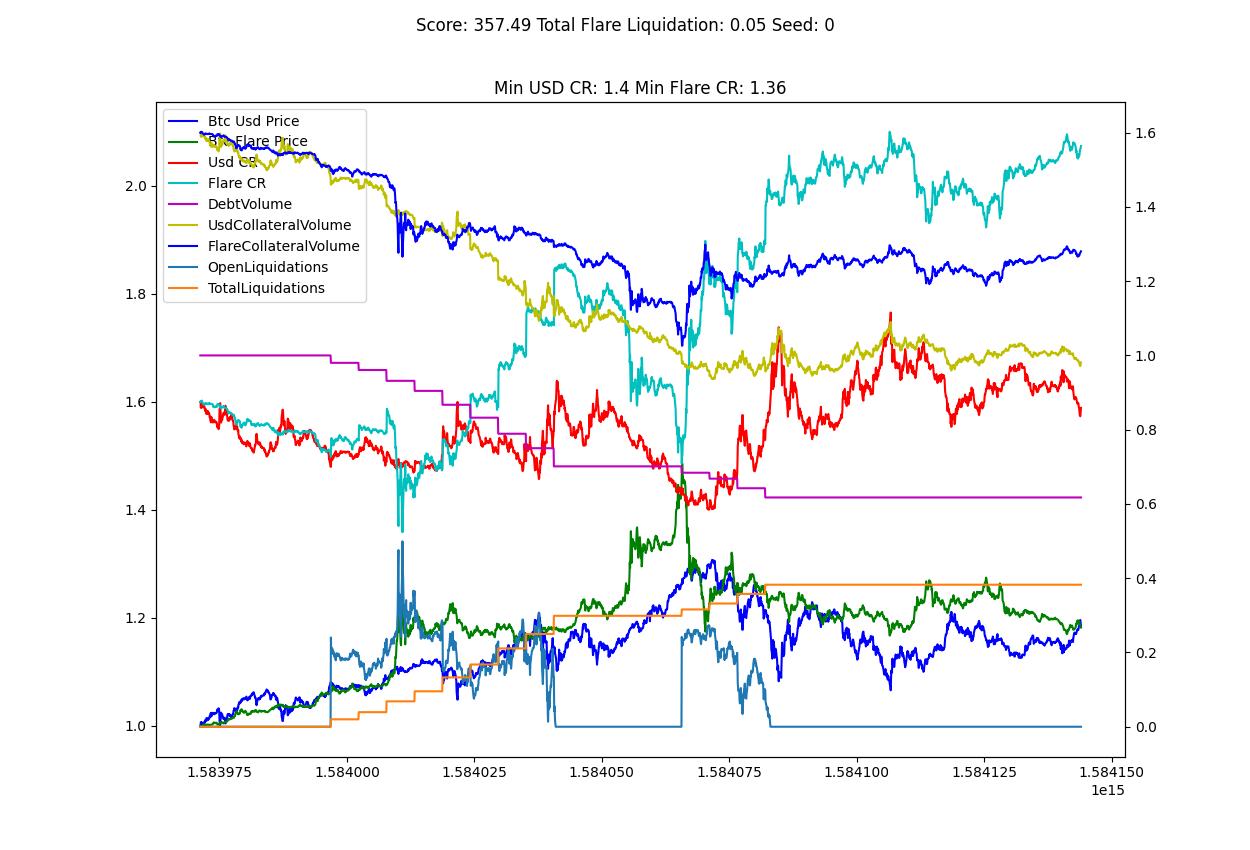 Score: 357.49 Total Flare Liquidation: 0.05 Seed: 0
Min USD CR: 1.4 Min Flare CR: 1.36
Btc Usd Price
Btc Flare Price
Usd CR
Flare CR
DebtVolume
UsdCollateralVolume
FlareCollateralVolume
OpenLiquidations
TotalLiquidations
2.0
1.8
1.6
1.4
1.2
1.0
1.6
1.4
1.2
1.0
0.8
0.6
0.4
0.2
0.0
1.583975 1.584000 1.584025 1.584050 1.584075 1.584100 1.584125 1.584150
1e15